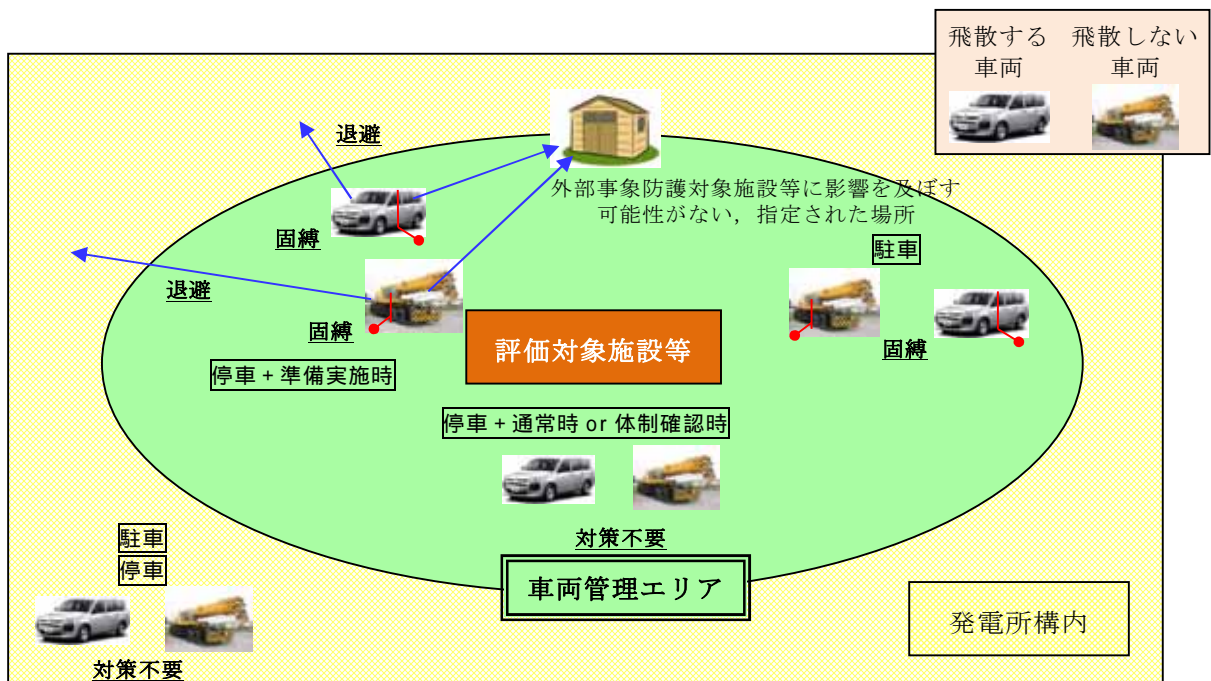 飛散する 飛散しない
車両 車両
退避
外部事象防護対象施設等に影響を及ぼす
可能性がない，指定された場所
固縛
駐車
退避
固縛
評価対象施設等
固縛
停車＋準備実施時
停車＋通常時 or 体制確認時
対策不要
駐車
停車
車両管理エリア
発電所構内
対策不要